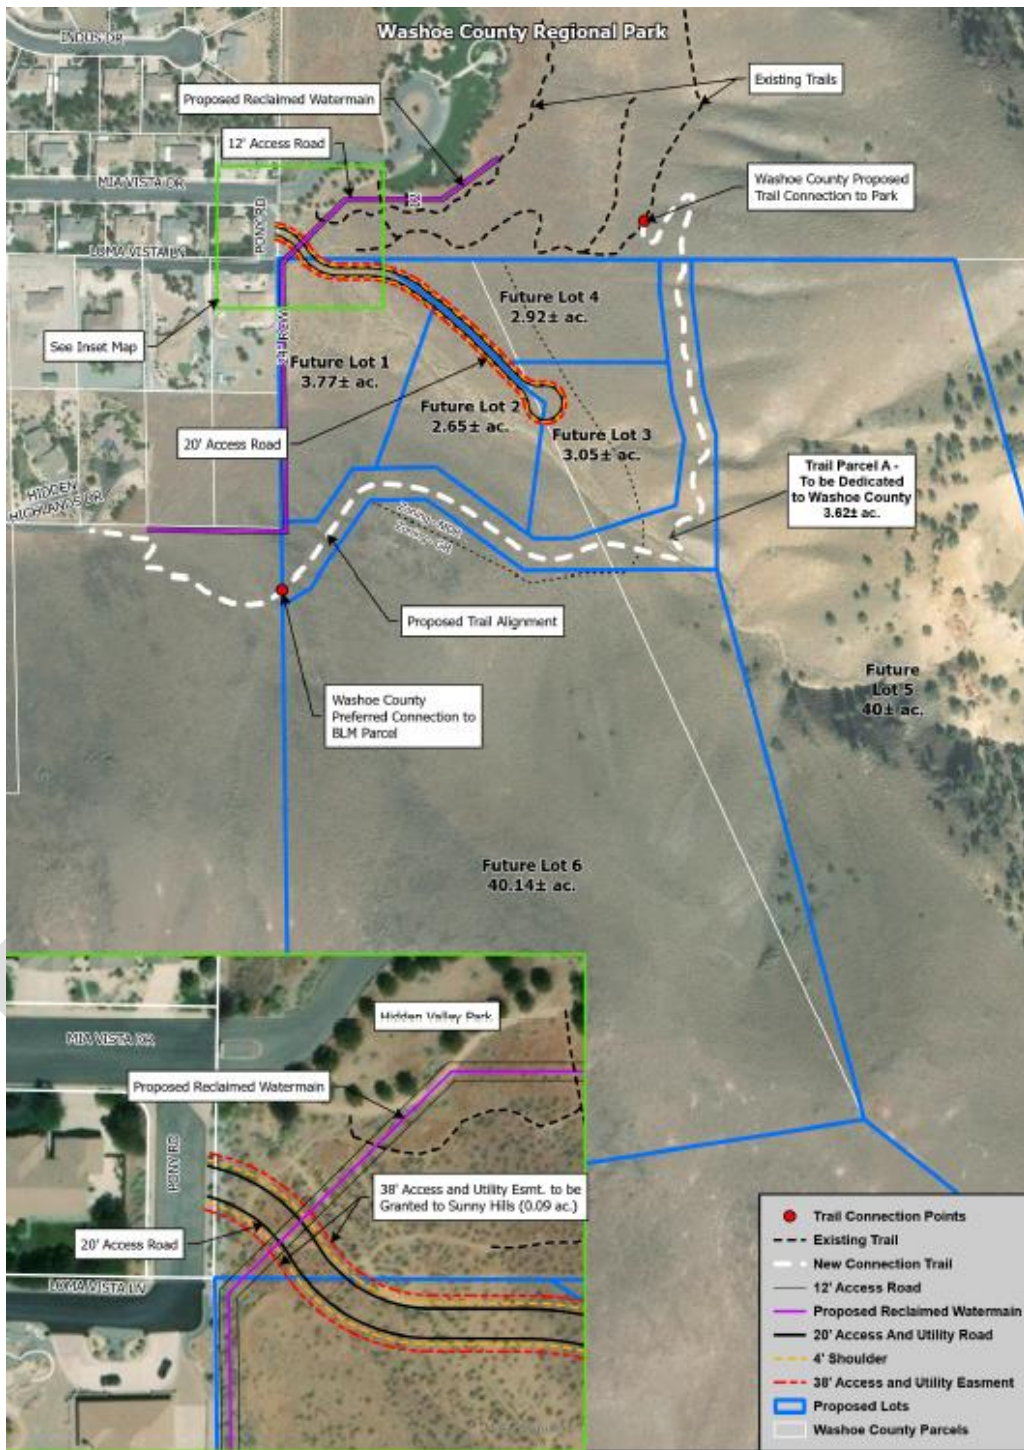 Washoe County Regional Park
INDUS DR
Existing Trails
Proposed Reclaimed Watermain
12' Access Road
MIA VISTA DR
Washoe County Proposed
Trail Connection to Park
PONY RD
LOMA VISTA LN
Future Lot 4
2.92± ac.
See Inset Map
Future Lot 1
3.77± ac.
Future Lot 2
2.65± ac.
20' Access Road
Future Lot 3
3.05± ac.
Trail Parcel A -
To be Dedicated
to Washoe County
3.62± ac.
HIDDEN
HIGHLANDS DR
Proposed Trail Alignment
Future
Lot 5
40± ac.
Washoe County
Preferred Connection to
BLM Parcel
Future Lot 6
40.14± ac.
Hidden Valley Park
MIA VISTA DR
Proposed Reclaimed Watermain
PONY RD
38' Access and Utility Esmt. to be
Granted to Sunny Hills (0.09 ac.)
20' Access Road
LOMA VISTA LN
Trail Connection Points
Existing Trail
New Connection Trail
12' Access Road
Proposed Reclaimed Watermain
20' Access And Utility Road
4' Shoulder
38' Access and Utility Easment
Proposed Lots
Washoe County Parcels